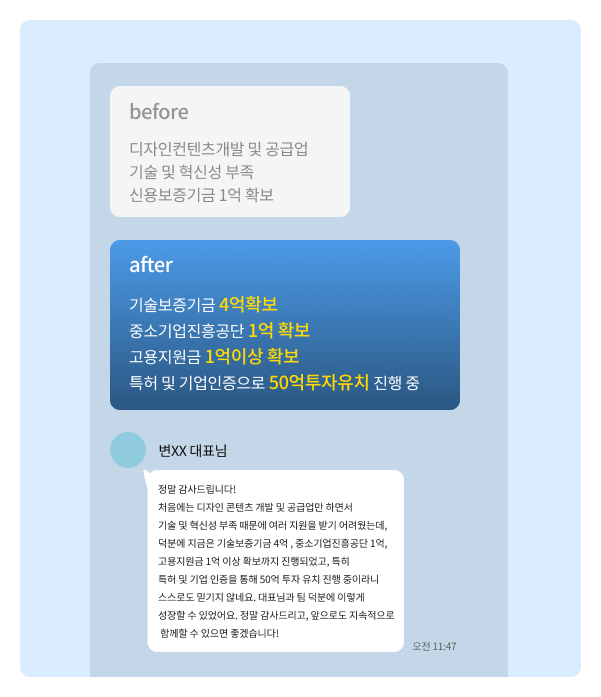 before
디자인컨텐츠개발 및 공급업
기술 및 혁신성 부족
신용보증기금 1억 확보
after
기술보증기금 4억확보
중소기업진흥공단 1억 확보
고용지원금 1억이상 확보
특허 및 기업인증으로 50억투자유치 진행 중
변XX 대표님
정말 감사드립니다!
처음에는 디자인 콘텐츠 개발 및 공급업만 하면서
기술 및 혁신성 부족 때문에 여러 지원을 받기 어려웠는데,
덕분에 지금은 기술보증기금 4억 , 중소기업진흥공단 1억,
고용지원금 1억 이상 확보까지 진행되었고, 특히
특허 및 기업 인증을 통해 50억 투자 유치 진행 중이라니
스스로도 믿기지 않네요. 대표님과 팀 덕분에 이렇게
성장할 수 있었어요. 정말 감사드리고, 앞으로도 지속적으로
함께할 수 있으면 좋겠습니다!
오전 11:47